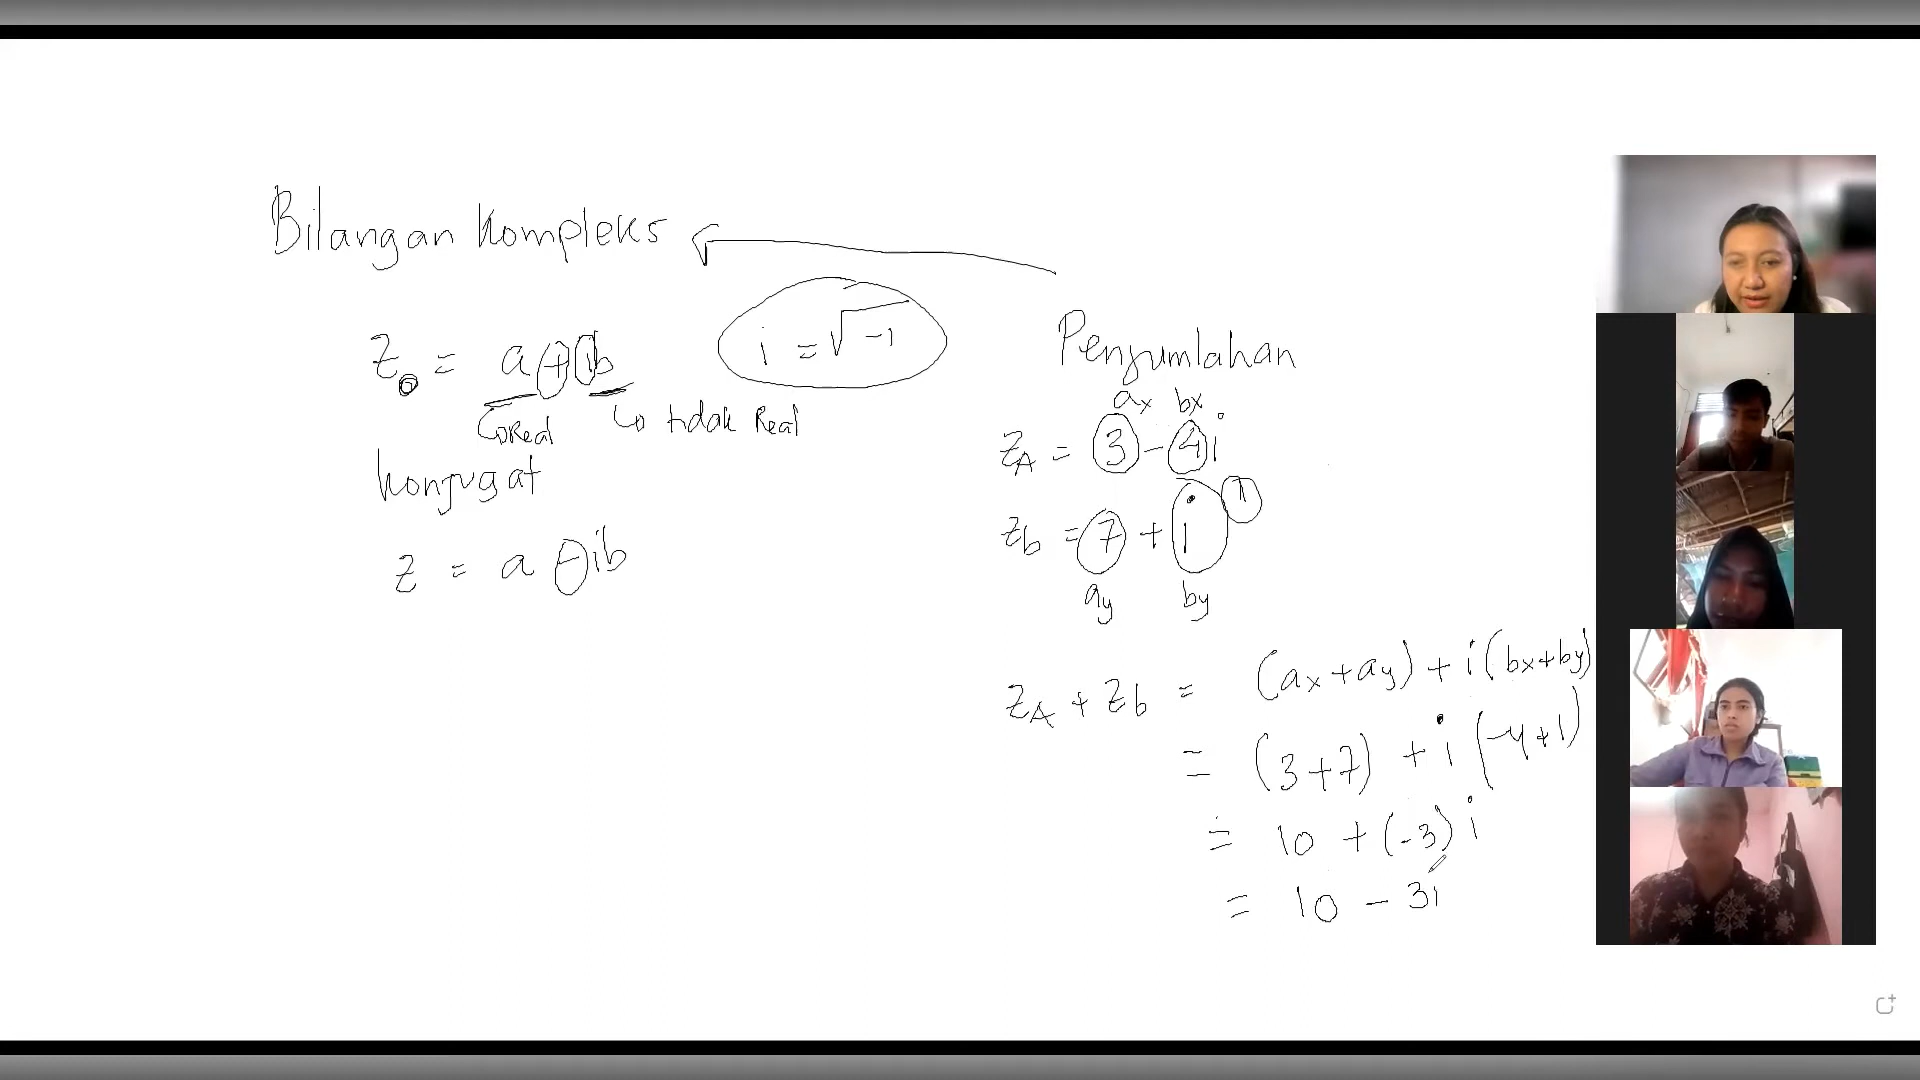 Bilangan Kompleks
z = a + ib
i = √-1
Real
tidak Real
konjugat
z = a - ib
Penjumlahan
ax bx
zA = 3 - 4i
1
zb = 7 + i
ay by
zA + zb = (ax + ay) + i (bx + by)
= (3+7) + i (-4+1)
= 10 + (-3) i
= 10 - 3i